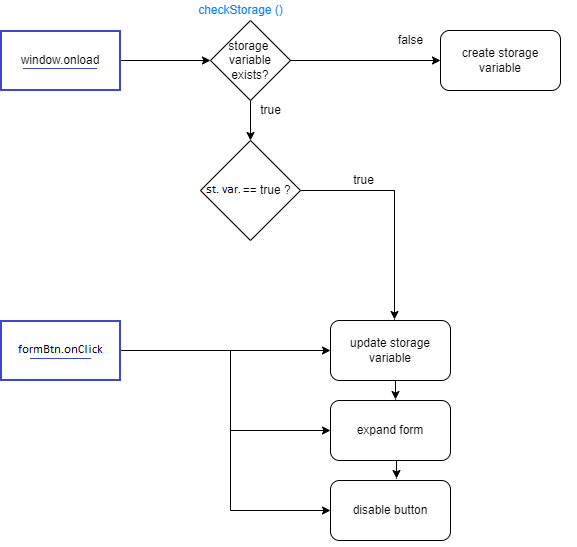 checkStorage ()
window.onload
storage
variable
exists?
false
create storage
variable
true
st. var. == true ?
true
formBtn.onClick
update storage
variable
expand form
disable button